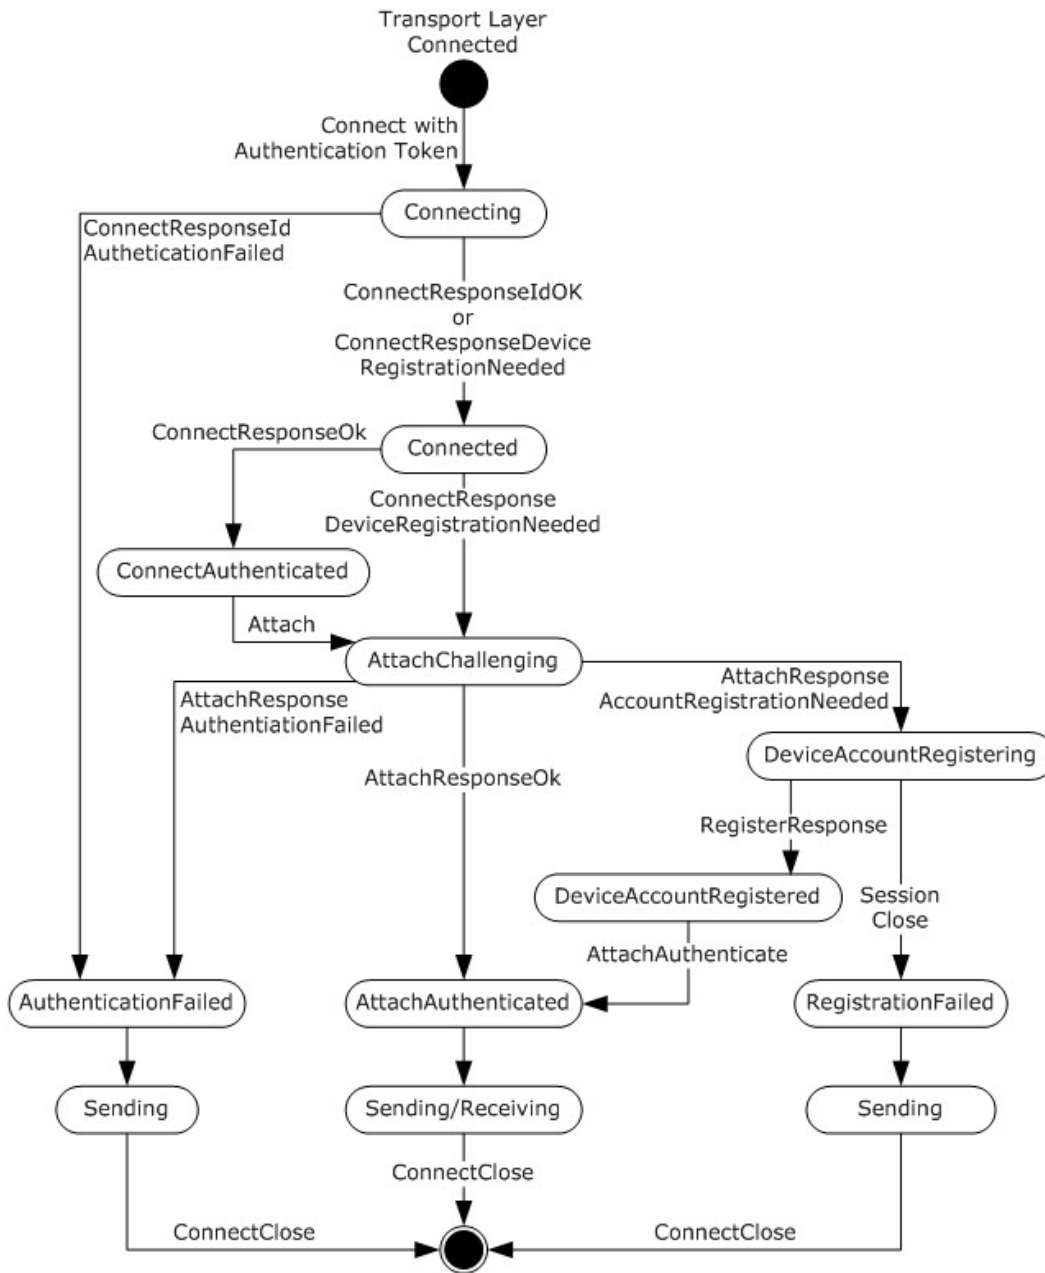 Transport Layer
Connected
Connect with
Authentication Token
Connecting
ConnectResponseId
AutheticationFailed
ConnectResponseIdOK
or
ConnectResponseDevice
RegistrationNeeded
ConnectResponseOk
Connected
ConnectResponse
DeviceRegistrationNeeded
ConnectAuthenticated
Attach
AttachChallenging
AttachResponse
AuthentiationFailed
AttachResponse
AccountRegistrationNeeded
DeviceAccountRegistering
AttachResponseOk
RegisterResponse
DeviceAccountRegistered
Session
Close
AttachAuthenticate
AuthenticationFailed
AttachAuthenticated
RegistrationFailed
Sending
Sending/Receiving
Sending
ConnectClose
ConnectClose
ConnectClose